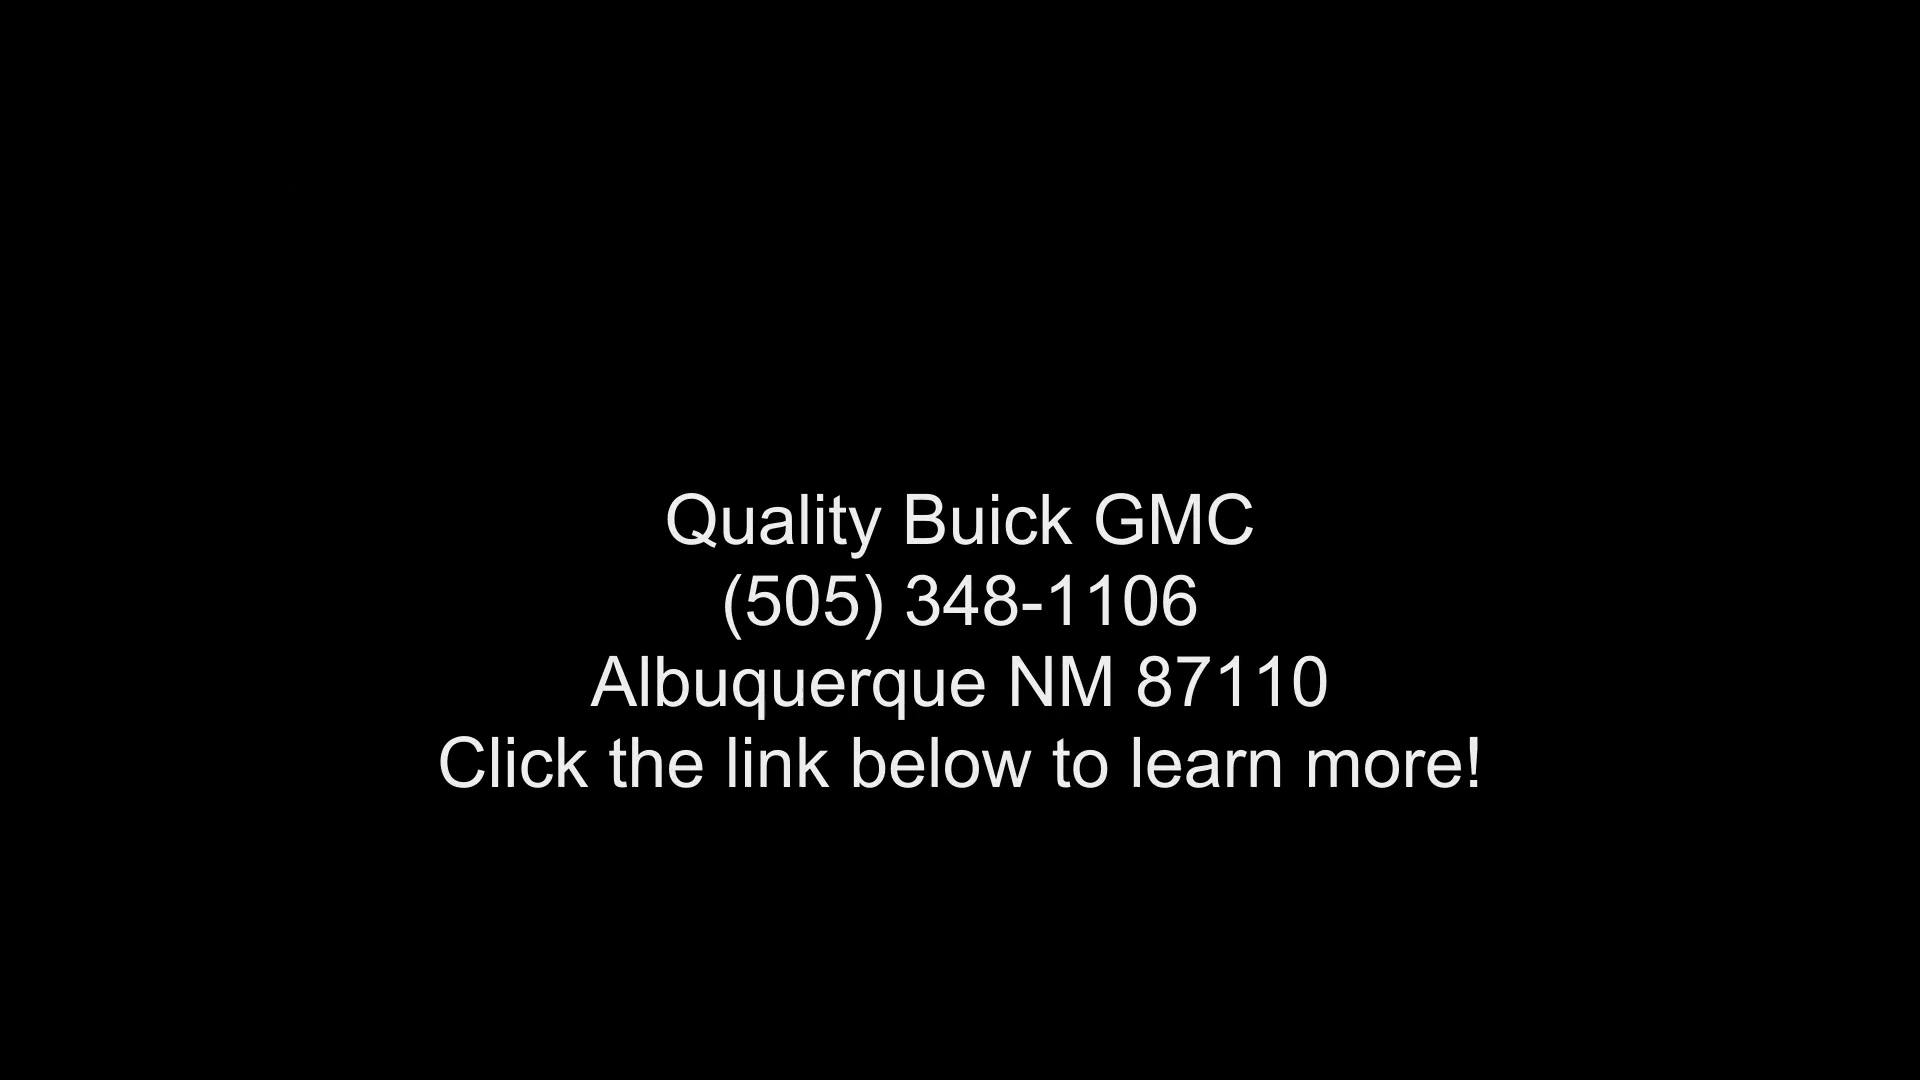 Quality Buick GMC
(505) 348-1106
Albuquerque NM 87110
Click the link below to learn more!